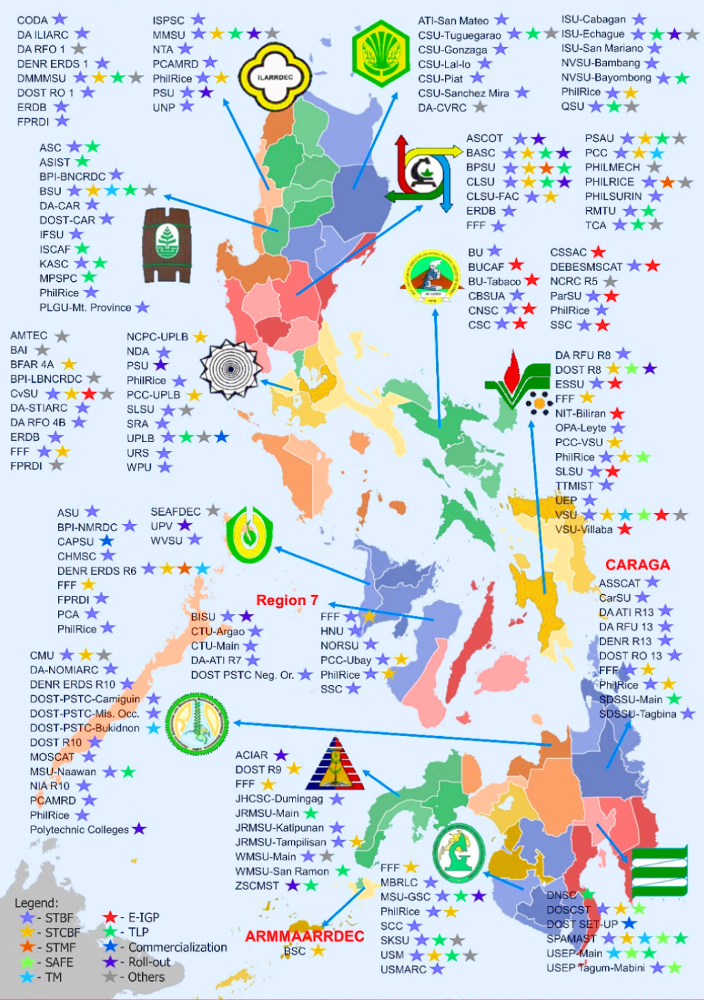 CODA
DA ILIARC
DA RFO 1
DENR ERDS 1
DMMMSU
DOST RO 1
ERDB
FPRDI
ISPSC
MMSU
NTA
PCAMRD
PhilRice
PSU
UNP
ILARRDEC
ATI-San Mateo
CSU-Tuguegarao
CSU-Gonzaga
CSU-Lal-lo
CSU-Piat
CSU-Sanchez Mira
DA-CVRC
ISU-Cabagan
ISU-Echague
ISU-San Mariano
NVSU-Bambang
NVSU-Bayombong
PhilRice
QSU
ASC
ASIST
BPI-BNCRDC
BSU
DA-CAR
DOST-CAR
IFSU
ISCAF
KASC
MPSPC
PhilRice
PLGU-Mt. Province
ASCOT
BASC
BPSU
CLSU
CLSU-FAC
ERDB
FFF
PSAU
PCC
PHILMECH
PHILRICE
PHILSURIN
RMTU
TCA
BU
BUCAF
BU-Tabaco
CBSUA
CNSC
CSC
CSSAC
DEBESMSCAT
NCRC R5
ParSU
PhilRice
SSC
AMTEC
BAI
BFAR 4A
BPI-LBNCRDC
CvSU
DA-STIARC
DA RFO 4B
ERDB
FFF
FPRDI
NCPC-UPLB
NDA
PSU
PhilRice
PCC-UPLB
SLSU
SRA
UPLB
URS
WPU
DA RFU R8
DOST R8
ESSU
FFF
NIT-Biliran
OPA-Leyte
PCC-VSU
PhilRice
SLSU
TTMIST
UEP
VSU
VSU-Villaba
ASU
BPI-NMRDC
CAPSU
CHMSC
DENR ERDS R6
FFF
FPRDI
PCA
PhilRice
SEAFDEC
UPV
WVSU
Region 7
BISU
CTU-Argao
CTU-Main
DA-ATI R7
DOST PSTC Neg. Or.
FFF
HNU
NORSU
PCC-Ubay
PhilRice
SSC
CARAGA
ASSCAT
CarSU
DA ATI R13
DA RFU 13
DENR R13
DOST RO 13
FFF
PhilRice
SDSSU-Main
SDSSU-Tagbina
CMU
DA-NOMIARC
DENR ERDS R10
DOST-PSTC-Camiguin
DOST-PSTC-Mis. Occ.
DOST-PSTC-Bukidnon
DOST R10
MOSCAT
MSU-Naawan
NIA R10
PCAMRD
PhilRice
Polytechnic Colleges
ACIAR
DOST R9
FFF
JHCSC-Dumingag
JRMSU-Main
JRMSU-Katipunan
JRMSU-Tampilisan
WMSU-Main
WMSU-San Ramon
ZSCMST
FFF
MBRLC
MSU-GSC
PhilRice
SCC
SKSU
USM
USMARC
DNSC
DOSCST
DOST SET-UP
SPAMAST
USEP-Main
USEP Tagum-Mabini
ARMMAARRDEC
BSC
Legend:
- STBF
- STCBF
- STMF
- SAFE
- TM
- E-IGP
- TLP
- Commercialization
- Roll-out
- Others